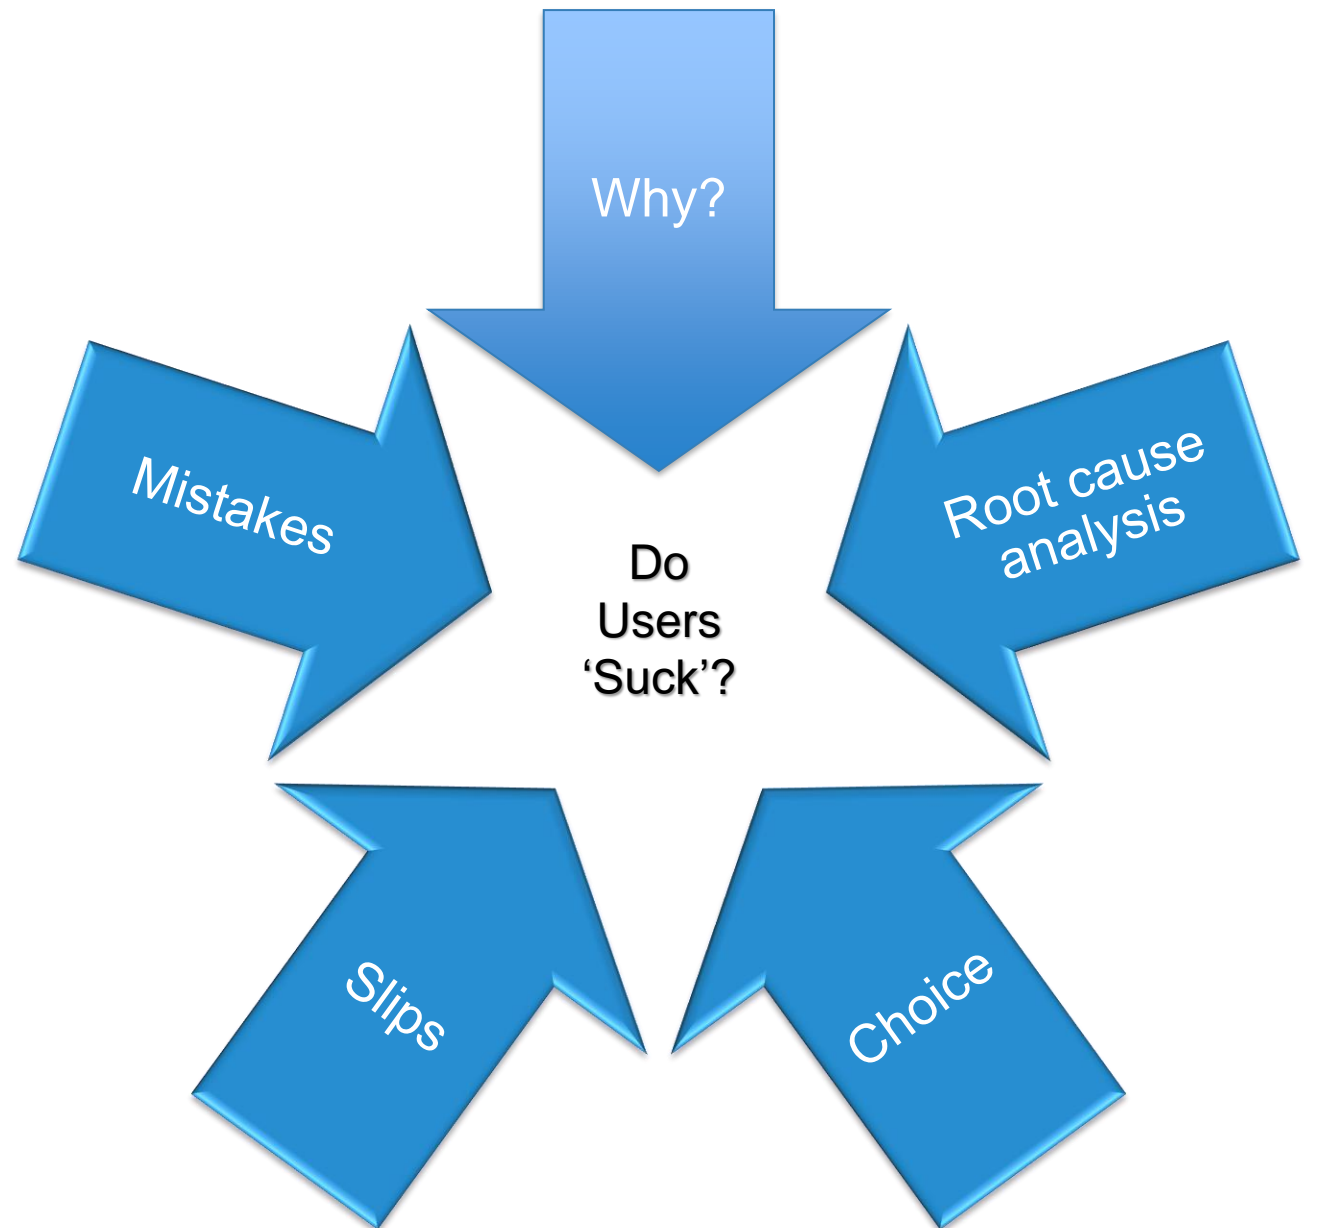 Why?
Mistakes
Root cause
analysis
Do
Users
‘Suck’?
Slips
Choice